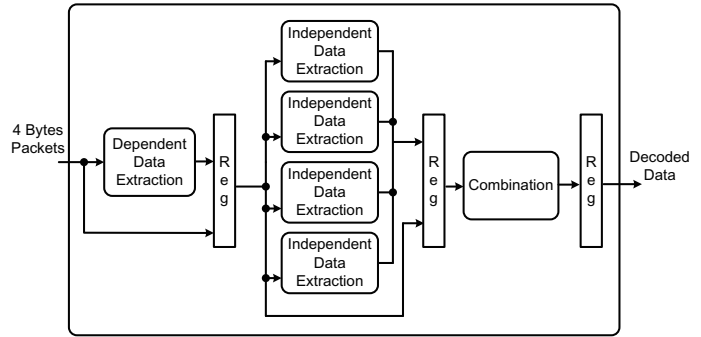 4 Bytes
Packets
Dependent
Data
Extraction
R
e
g
Independent
Data
Extraction
Independent
Data
Extraction
Independent
Data
Extraction
Independent
Data
Extraction
R
e
g
Combination
R
e
g
Decoded
Data